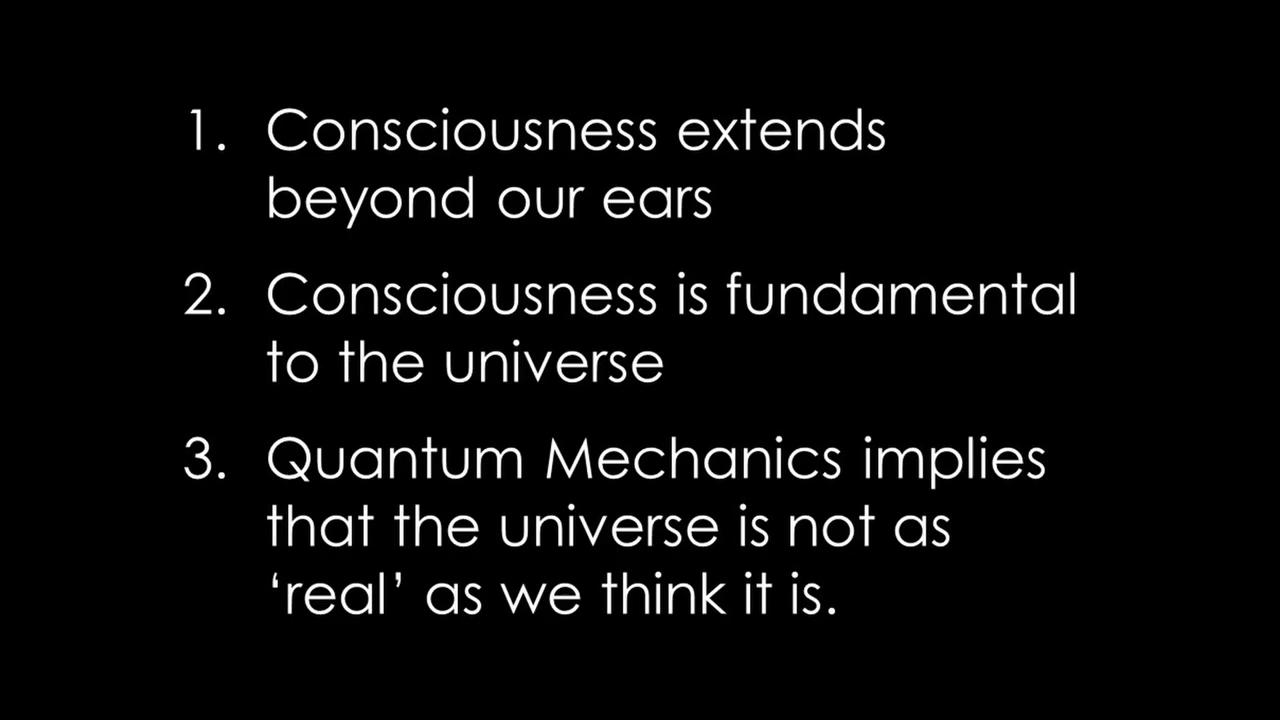 1. Consciousness extends
beyond our ears
2. Consciousness is fundamental
to the universe
3. Quantum Mechanics implies
that the universe is not as
‘real’ as we think it is.